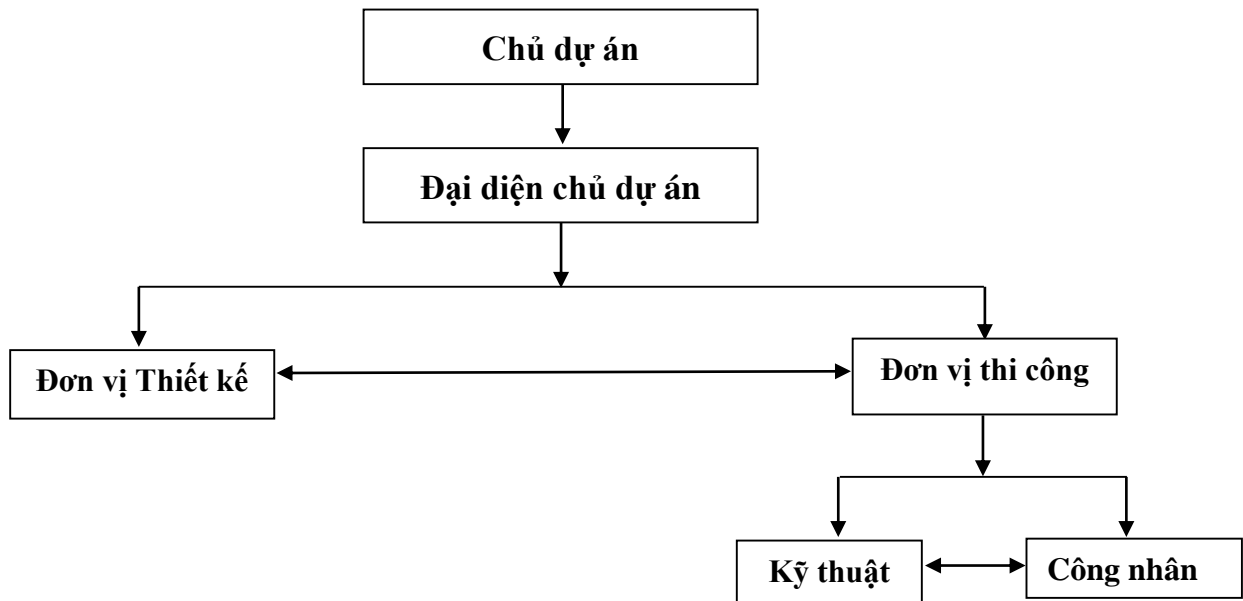 Chủ dự án
Đại diện chủ dự án
Đơn vị Thiết kế
Đơn vị thi công
Kỹ thuật
Công nhân